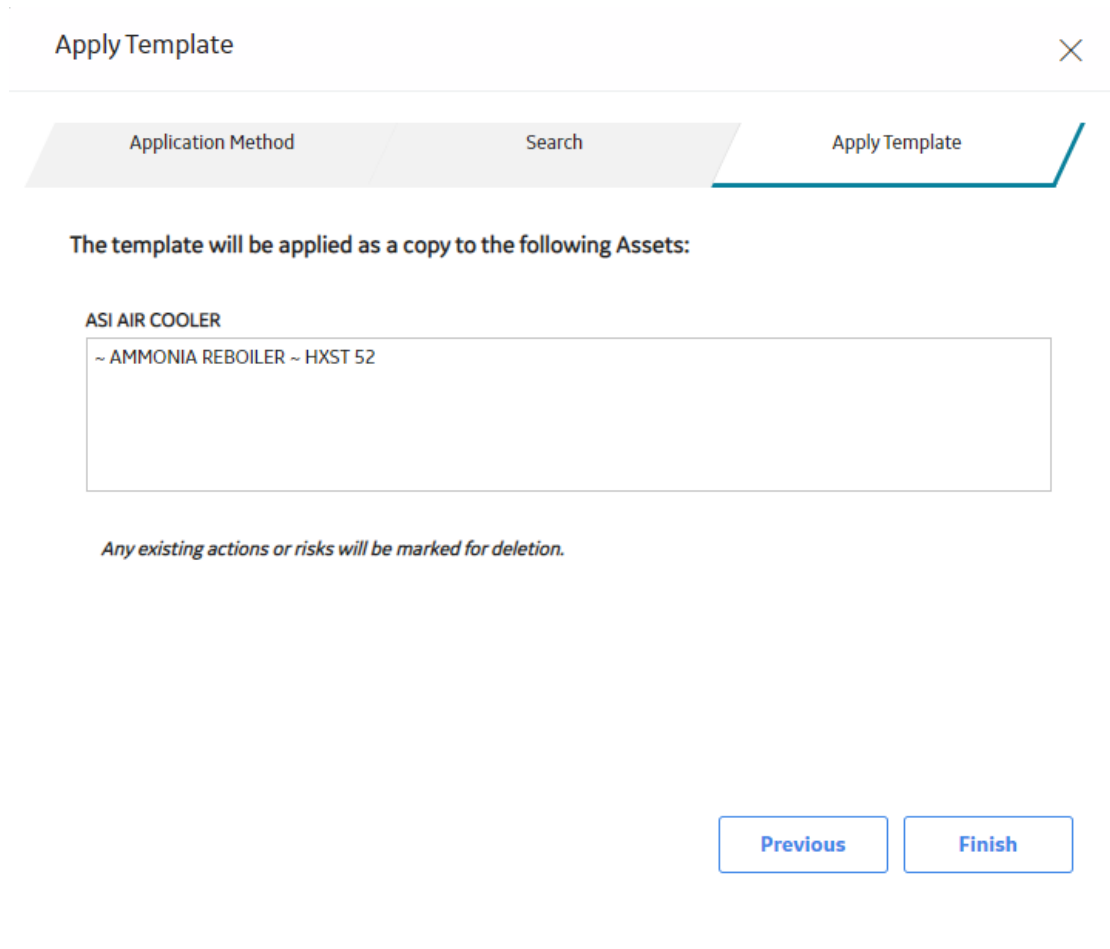 Apply Template
Application Method
Search
Apply Template
The template will be applied as a copy to the following Assets:
ASI AIR COOLER
~ AMMONIA REBOILER ~ HXST 52
Any existing actions or risks will be marked for deletion.
Previous
Finish